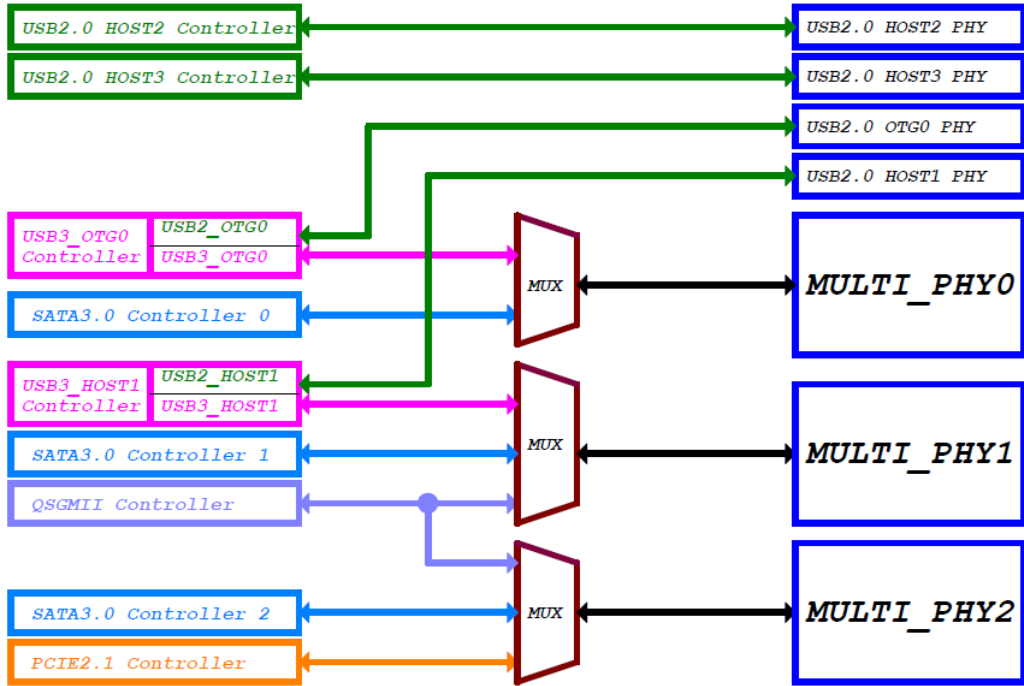 USB2.0 HOST2 Controller
USB2.0 HOST2 PHY
USB2.0 HOST3 Controller
USB2.0 HOST3 PHY
USB2.0 OTG0 PHY
USB2.0 HOST1 PHY
USB3_OTG0
Controller
USB2_OTG0
USB3_OTG0
SATA3.0 Controller 0
MUX
MULTI_PHY0
USB3_HOST1
Controller
USB2_HOST1
USB3_HOST1
SATA3.0 Controller 1
QSGMII Controller
MUX
MULTI_PHY1
SATA3.0 Controller 2
PCIE2.1 Controller
MUX
MULTI_PHY2